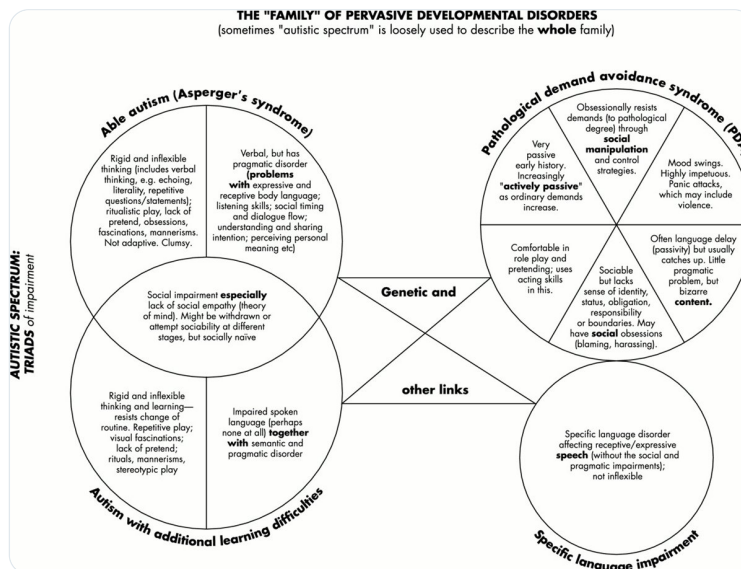 THE "FAMILY" OF PERVASIVE DEVELOPMENTAL DISORDERS
(sometimes "autistic spectrum" is loosely used to describe the whole family)
AUTISTIC SPECTRUM:
TRIADS of impairment
Able autism (Asperger's syndrome)
Rigid and inflexible
thinking (includes verbal
thinking, e.g. echoing,
literality, repetitive
questions/statements);
ritualistic play, lack of
pretend, obsessions,
fascinations, mannerisms.
Not adaptive. Clumsy.
Verbal, but has
pragmatic disorder
(problems
with expressive and
receptive body language;
listening skills; social timing
and dialogue flow;
understanding and sharing
intention; perceiving personal
meaning etc)
Social impairment especially
lack of social empathy (theory
of mind). Might be withdrawn or
attempt sociability at different
stages, but socially naïve
Rigid and inflexible
thinking and learning—
resists change of
routine. Repetitive play;
visual fascinations;
lack of pretend;
rituals, mannerisms,
stereotypic play
Impaired spoken
language (perhaps
none at all) together
with semantic and
pragmatic disorder
Autism with additional learning difficulties
Genetic and
other links
Pathological demand avoidance syndrome (PD
Obsessionally resists
demands (to pathological
degree) through
social
manipulation
and control
strategies.
Very
passive
early history.
Increasingly
"actively passive"
as ordinary demands
increase.
Mood swings.
Highly impetuous.
Panic attacks,
which may include
violence.
Comfortable in
role play and
pretending; uses
acting skills
in this.
Sociable
but lacks
sense of identity,
status, obligation,
responsibility
or boundaries. May
have social obsessions
(blaming, harassing).
Often language delay
(passivity) but usually
catches up. Little
pragmatic
problem, but
bizarre
content.
Specific language disorder
affecting receptive/expressive
speech (without the social and
pragmatic impairments);
not inflexible
Specific language impairment